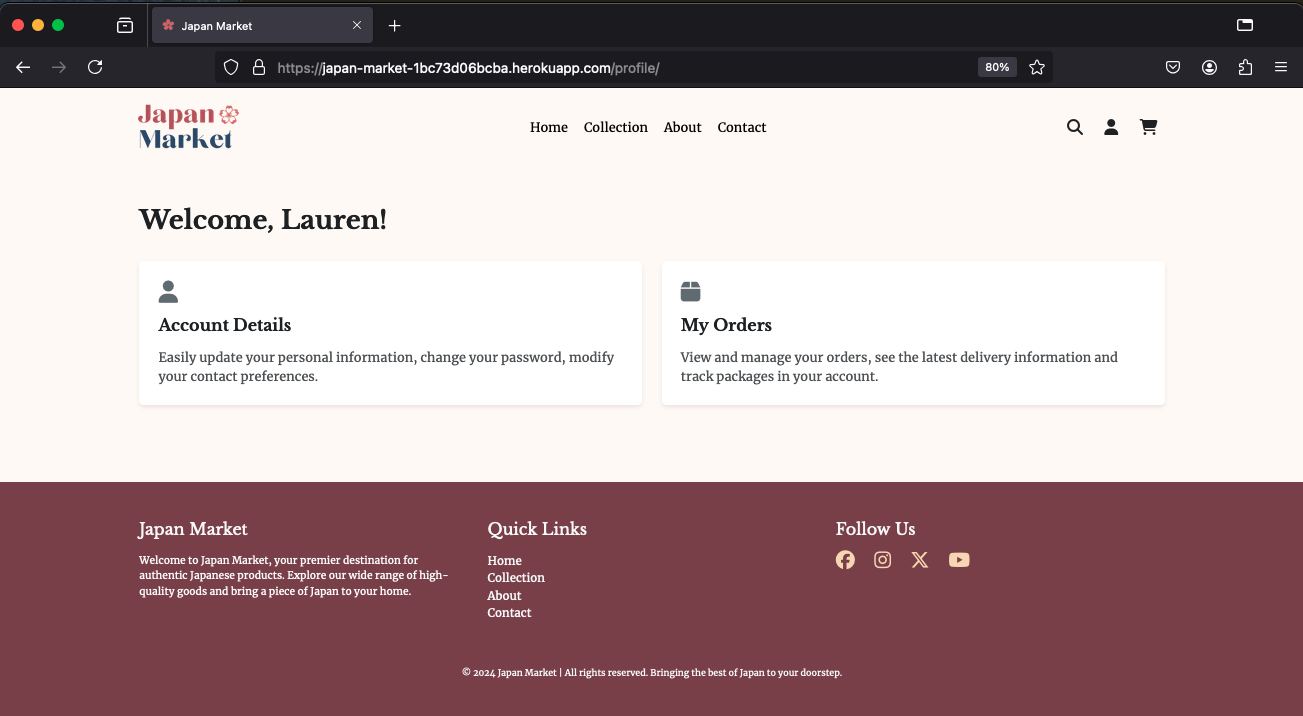 Japan Market
https://japan-market-1bc73d06bcba.herokuapp.com/profile/
80%
Japan
Market
Home Collection About Contact
Welcome, Lauren!
Account Details
Easily update your personal information, change your password, modify
your contact preferences.
My Orders
View and manage your orders, see the latest delivery information and
track packages in your account.
Japan Market
Welcome to Japan Market, your premier destination for
authentic Japanese products. Explore our wide range of high-
quality goods and bring a piece of Japan to your home.
Quick Links
Home
Collection
About
Contact
Follow Us
© 2024 Japan Market | All rights reserved. Bringing the best of Japan to your doorstep.